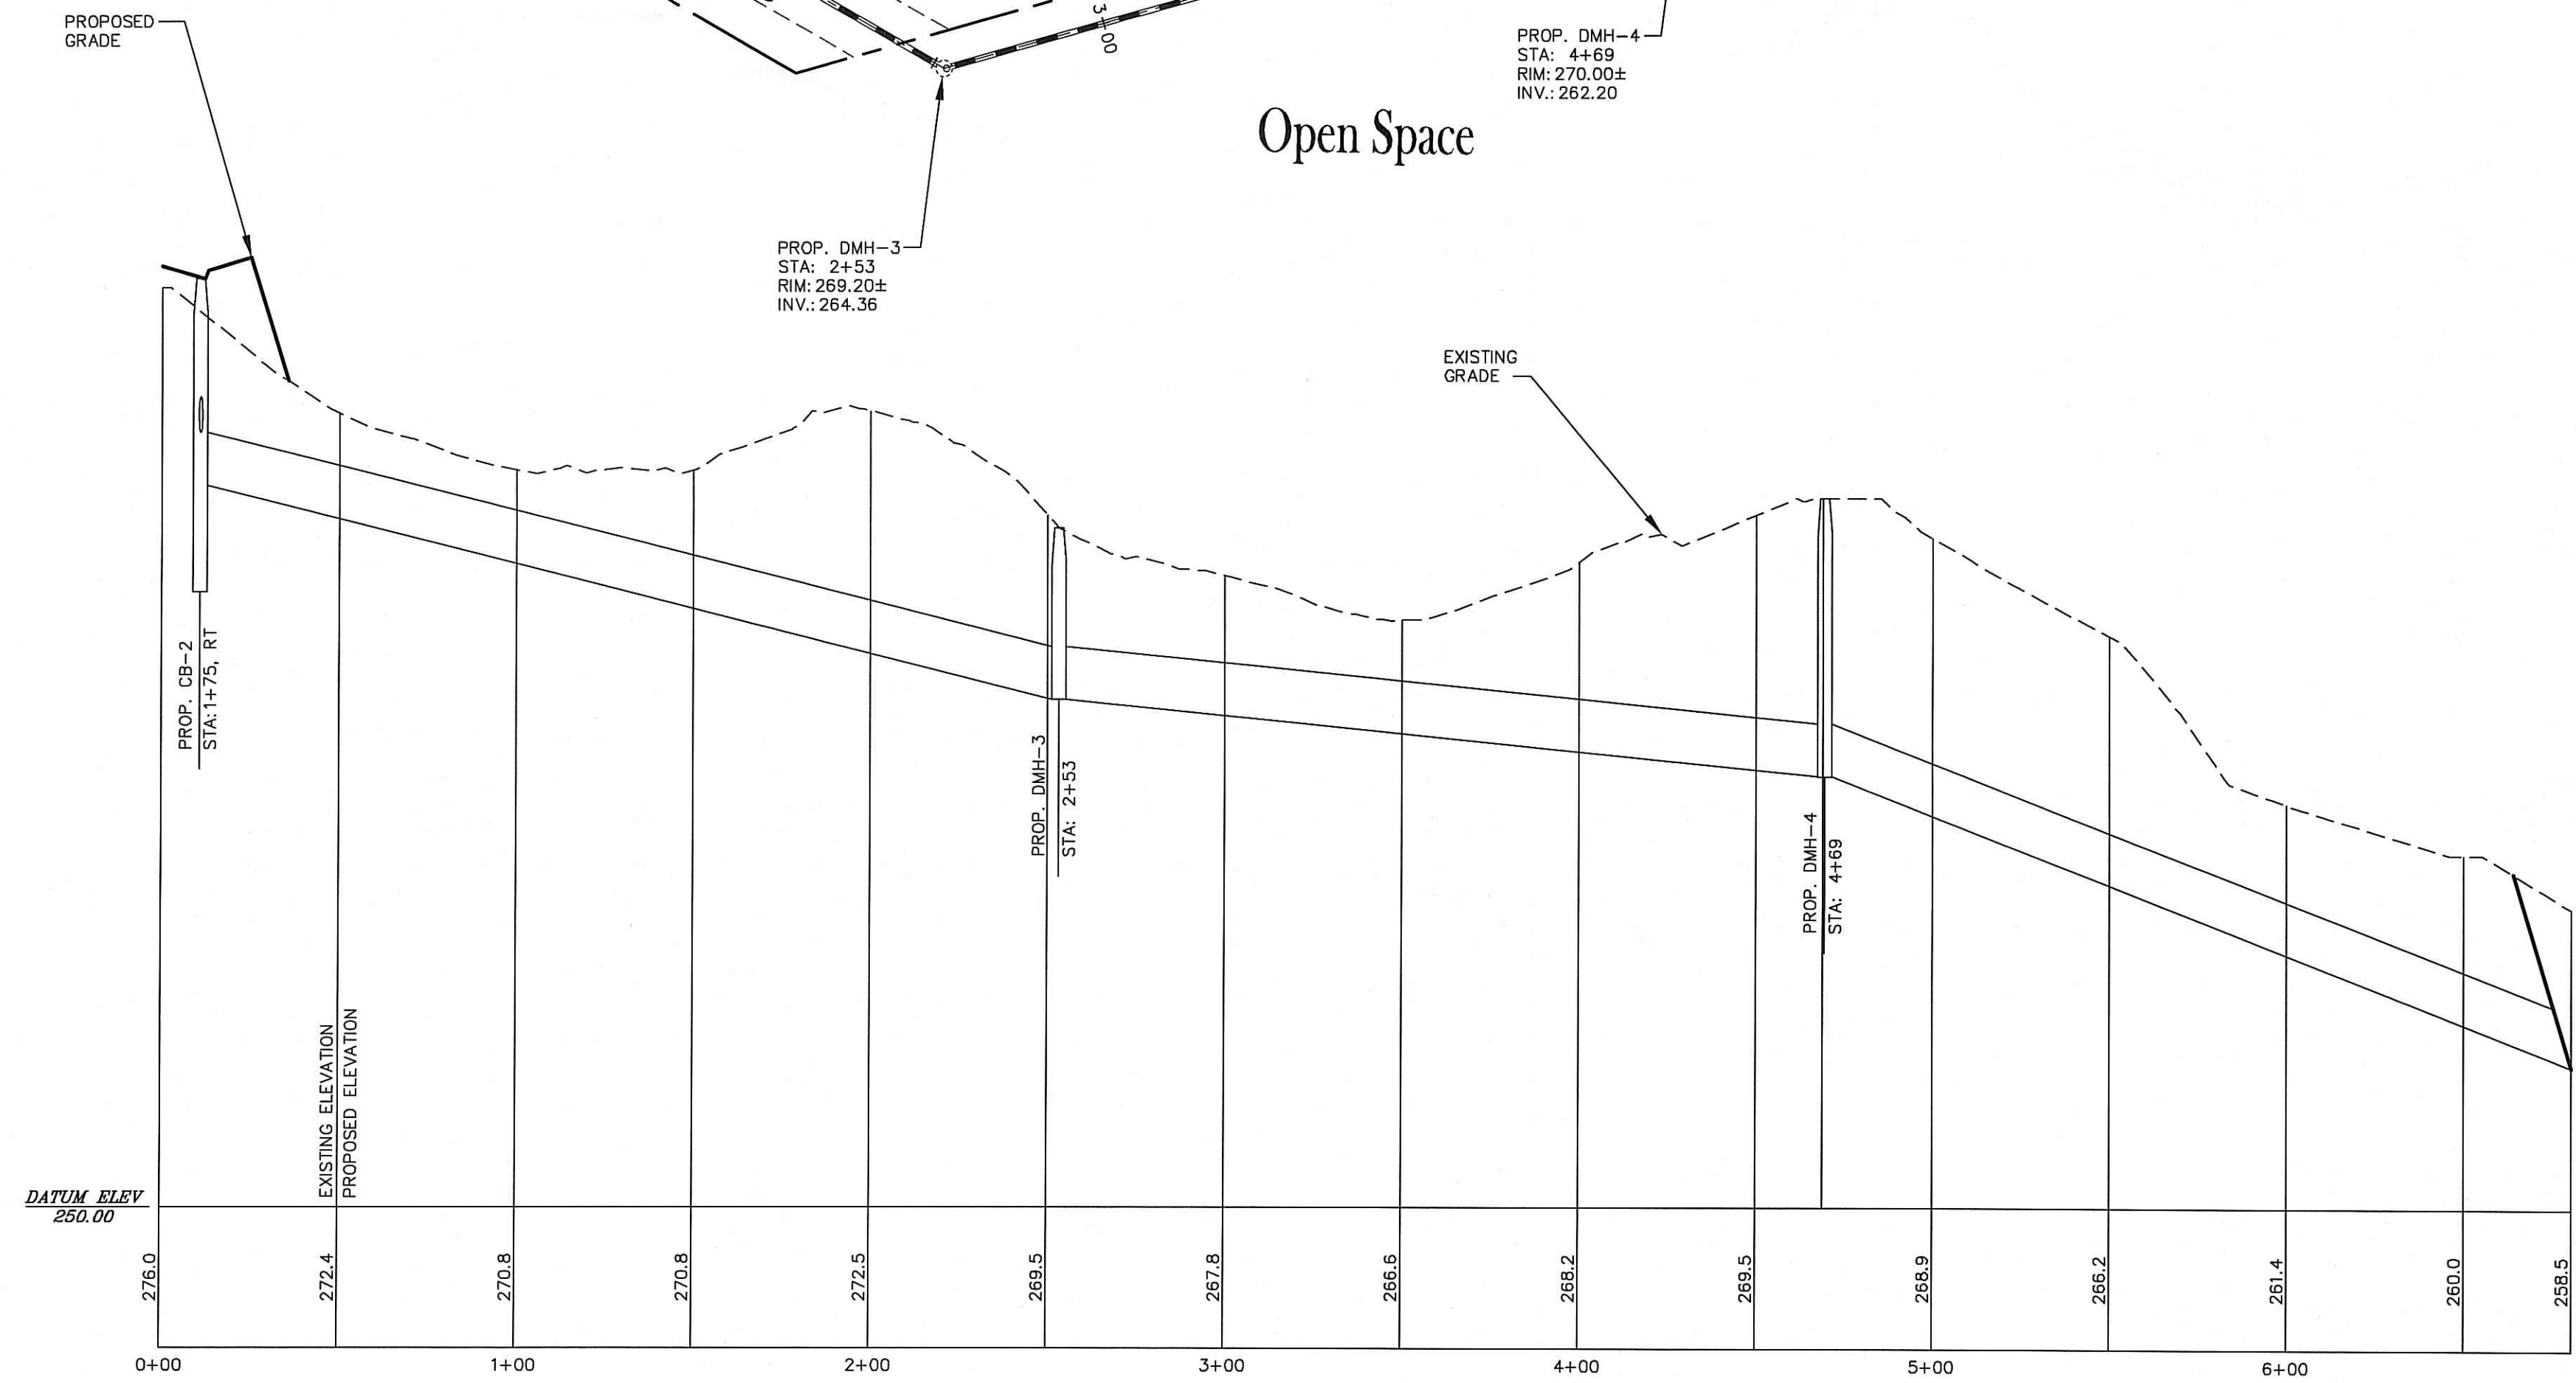 PROPOSED
GRADE
3+00
PROP. DMH-4
STA: 4+69
RIM: 270.00±
INV.: 262.20
Open Space
PROP. DMH-3
STA: 2+53
RIM: 269.20±
INV.: 264.36
EXISTING
GRADE
PROP. CB-2
STA: 1+75, RT
PROP. DMH-3
STA: 2+53
PROP. DMH-4
STA: 4+69
EXISTING ELEVATION
PROPOSED ELEVATION
DATUM ELEV
250.00
276.0 272.4 270.8 270.8 272.5 269.5 267.8 266.6 268.2 269.5 268.9 266.2 261.4 260.0 258.5
0+00 1+00 2+00 3+00 4+00 5+00 6+00